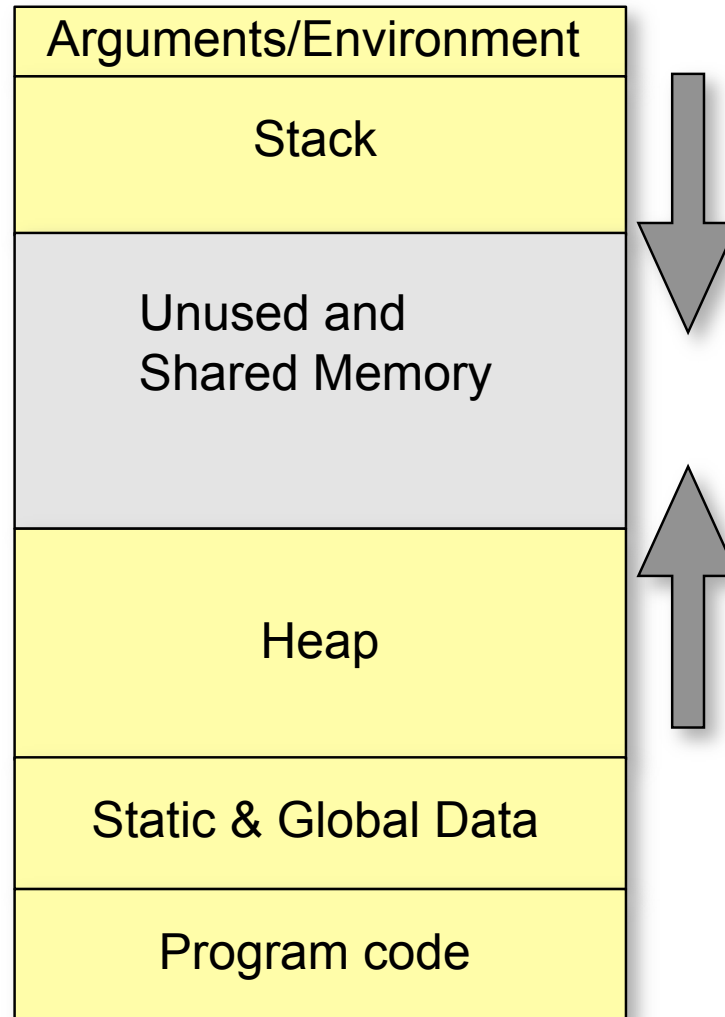 Arguments/Environment
Stack
Unused and
Shared Memory
Heap
Static & Global Data
Program code